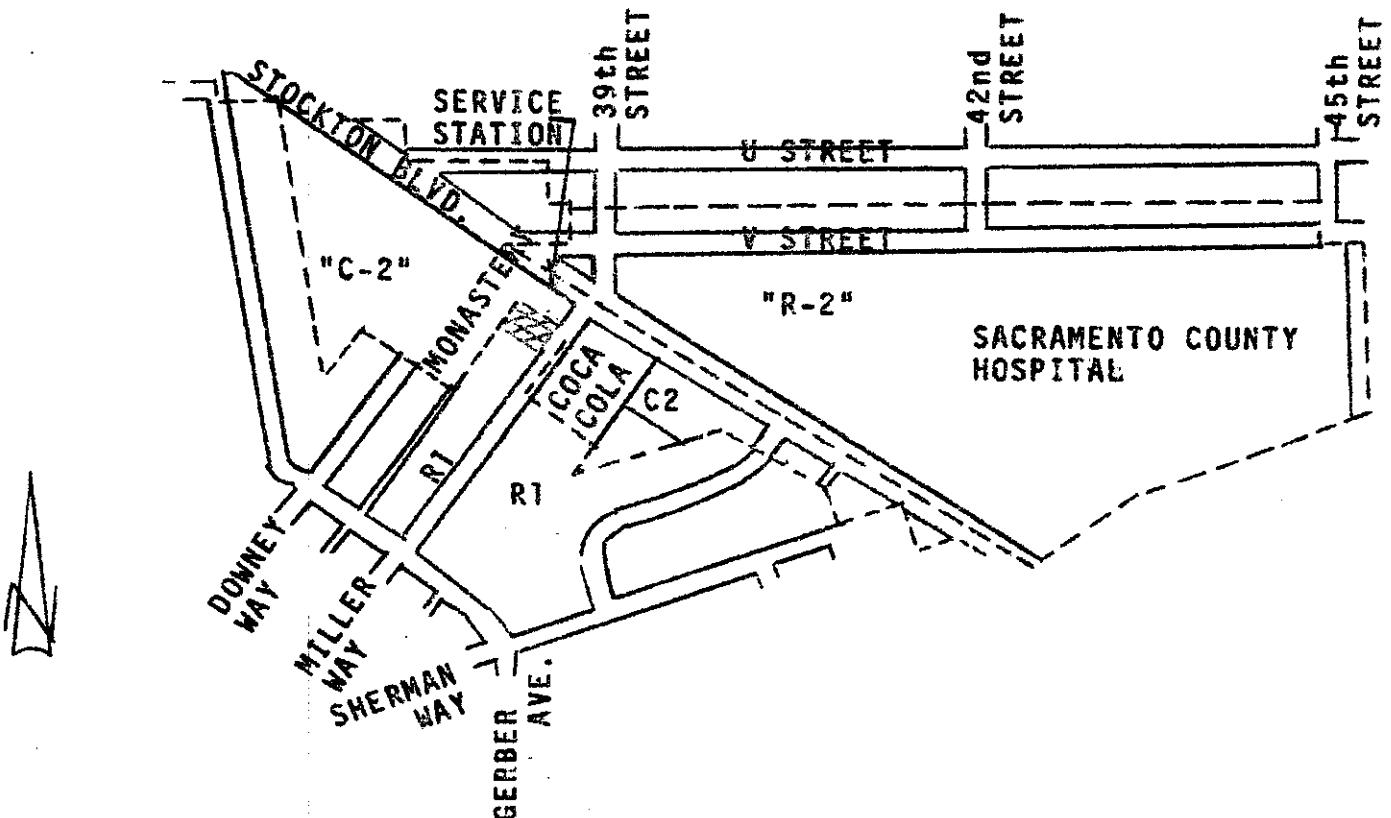 STOCKTON BLVD.
SERVICE
STATION
39th
STREET
42nd
STREET
45th
STREET
U STREET
V STREET
"C-2"
MONASTERY
"R-2"
SACRAMENTO COUNTY
HOSPITAL
COCA
COLA
C2
R1
R1
DOWNEY
WAY
MILLER
WAY
SHERMAN
WAY
GERBER
AVE.
N